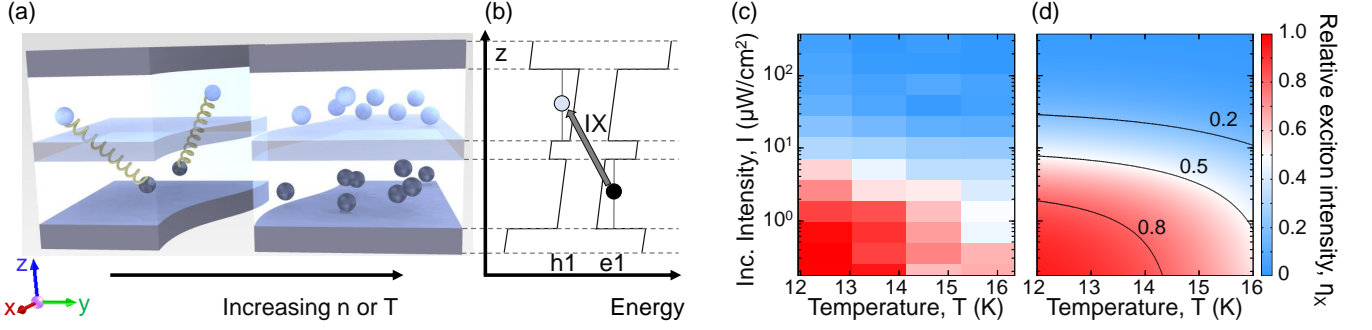 (a)
(b)
(c)
(d)
z
IX
h1
e1
z
x
y
Increasing n or T
Energy
Inc. Intensity, I (μW/cm²)
10²
10¹
10⁰
12 13 14 15 16
Temperature, T (K)
0.2
0.5
0.8
12 13 14 15 16
Temperature, T (K)
1.0
0.8
0.6
0.4
0.2
0
Relative exciton intensity, ηX